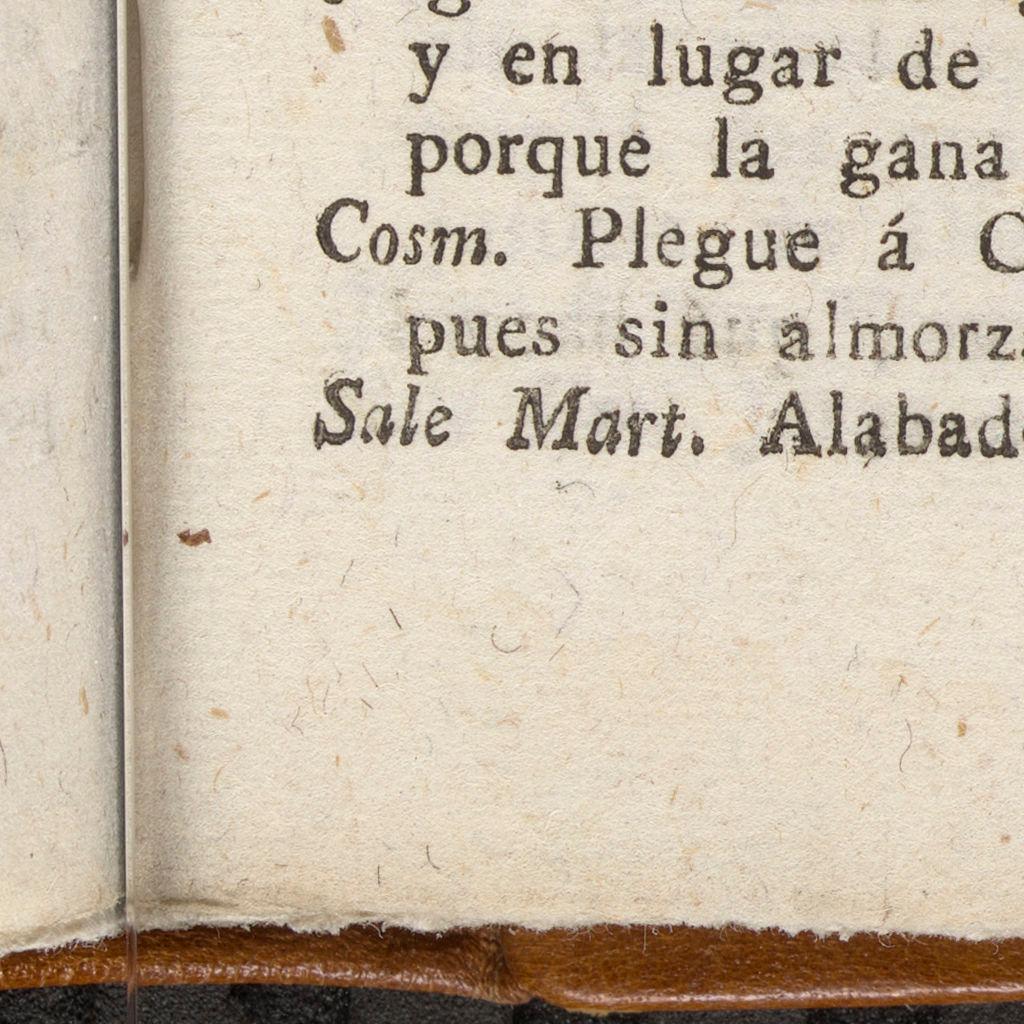 y en lugar de
porque la gana
Cosm. Plegue á
pues sin almorz
Sale Mart. Alabad